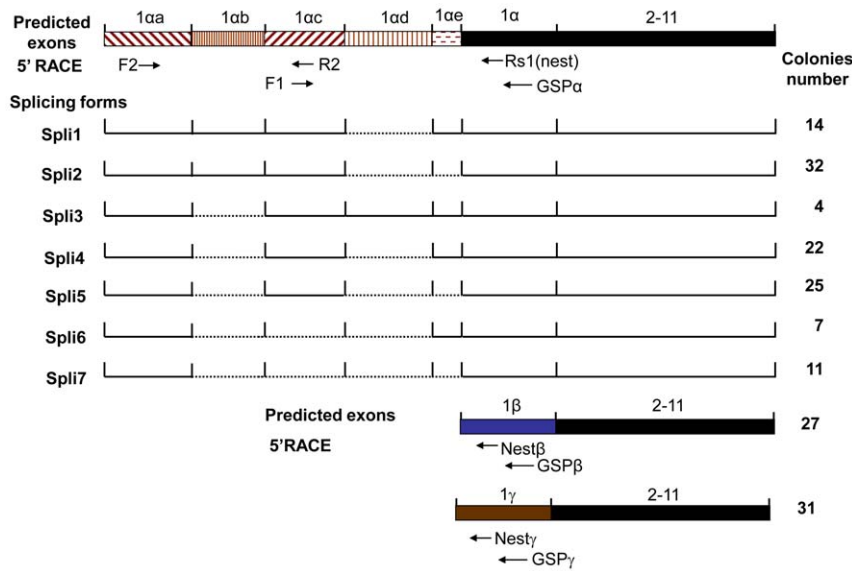 Predicted exons 1αa 1αb 1αc 1αd 1αe 1α 2-11
5' RACE F2 R2 Rs1(nest) Colonies number
F1 GSPα
Splicing forms
Spli1 14
Spli2 32
Spli3 4
Spli4 22
Spli5 25
Spli6 7
Spli7 11
Predicted exons 1β 2-11 27
5'RACE Nestβ
GSPβ
1γ 2-11 31
Nestγ
GSPγ